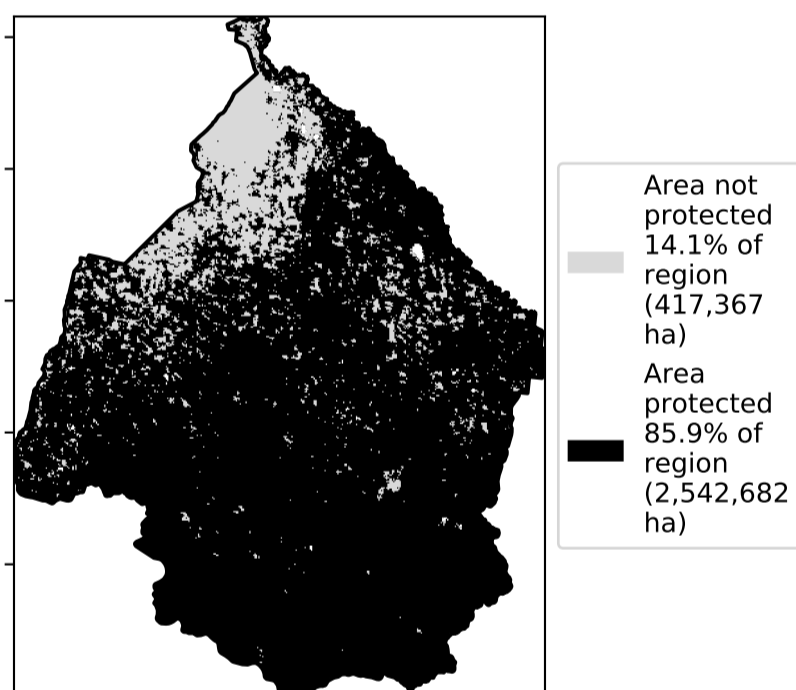 Area not
protected
14.1% of
region
(417,367
ha)
Area
protected
85.9% of
region
(2,542,682
ha)